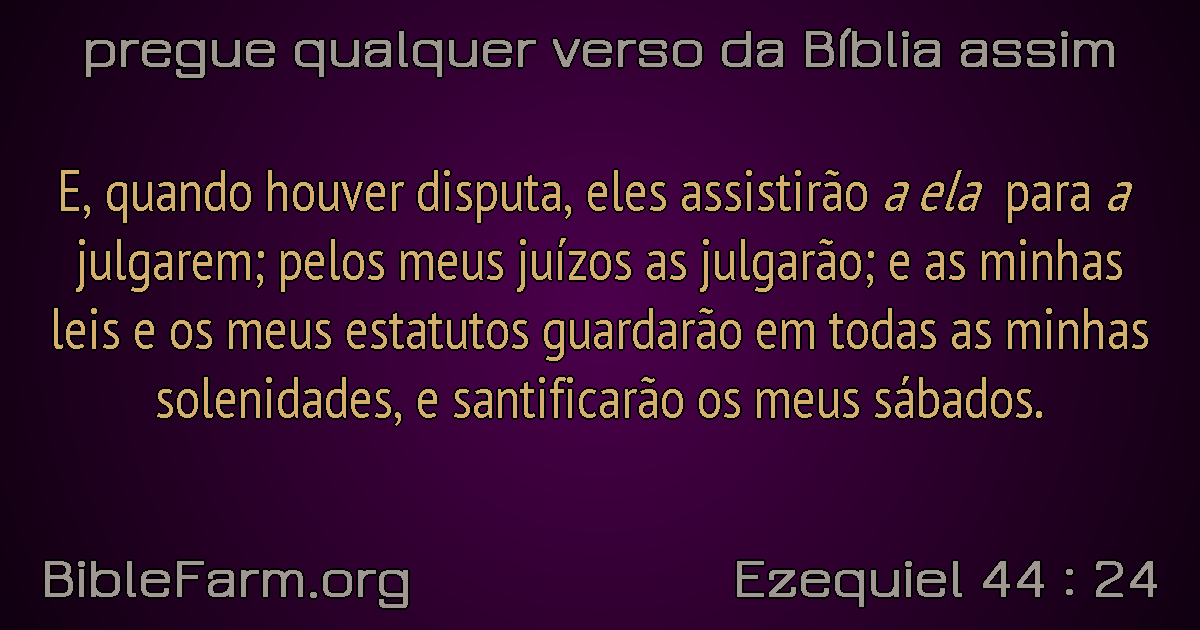 pregue qualquer verso da Bíblia assim
E, quando houver disputa, eles assistirão a ela para a
julgarem; pelos meus juízos as julgarão; e as minhas
leis e os meus estatutos guardarão em todas as minhas
solenidades, e santificarão os meus sábados.
BibleFarm.org
Ezequiel 44 : 24